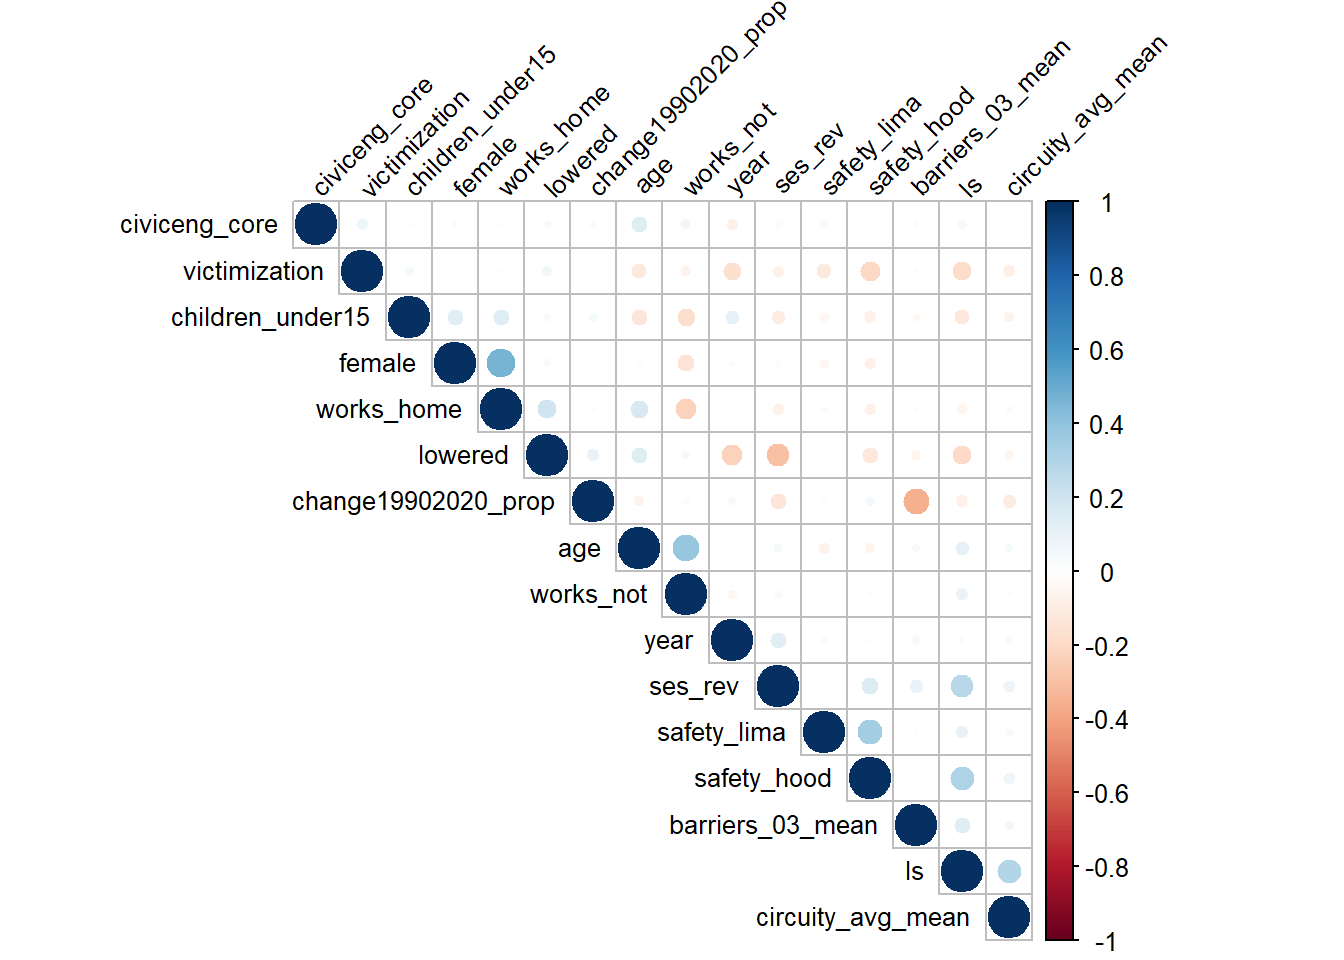 civiceng_core
victimization
children_under15
female
works_home
lowered
change19902020_prop
age
works_not
year
ses_rev
safety_lima
safety_hood
barriers_03_mean
ls
circuity_avg_mean
civiceng_core
victimization
children_under15
female
works_home
lowered
change19902020_prop
age
works_not
year
ses_rev
safety_lima
safety_hood
barriers_03_mean
ls
circuity_avg_mean
1
0.8
0.6
0.4
0.2
0
-0.2
-0.4
-0.6
-0.8
-1